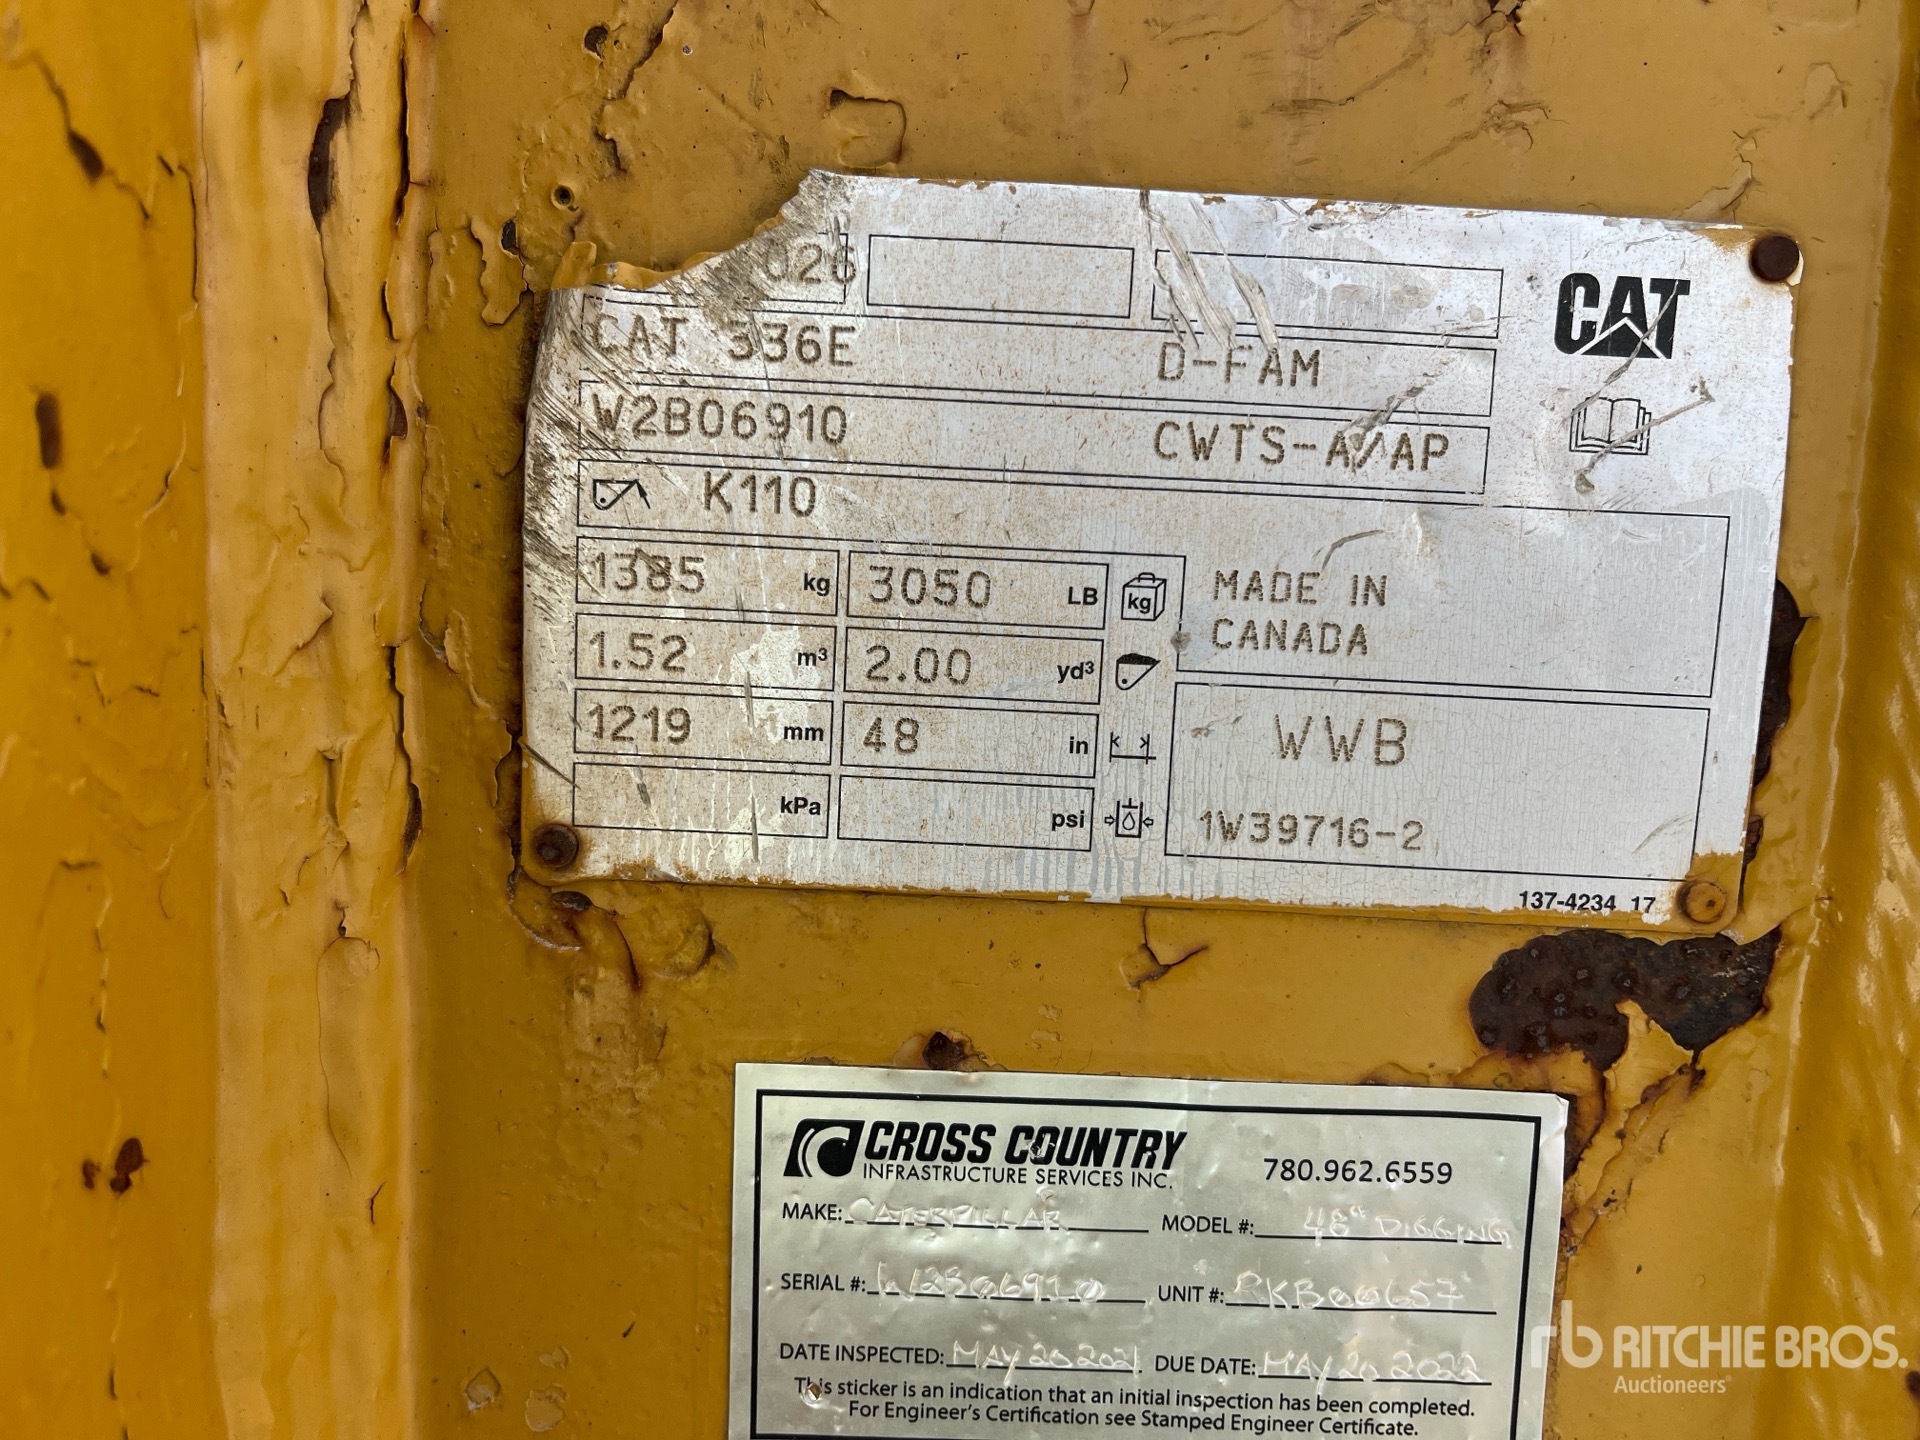 026
CAT 336E D-FAM
CAT
W2B06910 CWTS-A/AP
K110
1385 kg 3050 LB kg MADE IN
CANADA
1.52 m³ 2.00 yd³
1219 mm 48 in WWB
kPa psi 1W39716-2
137-4234 17
CROSS COUNTRY
INFRASTRUCTURE SERVICES INC. 780.962.6559
MAKE: CATERPILLAR MODEL #: 48" DIGGING
SERIAL #: W2B06910 UNIT #: RKB00657
DATE INSPECTED: MAY 20 2021 DUE DATE: MAY 20 2022
This sticker is an indication that an initial inspection has been completed.
For Engineer's Certification see Stamped Engineer Certificate.
rb RITCHIE BROS.
Auctioneers